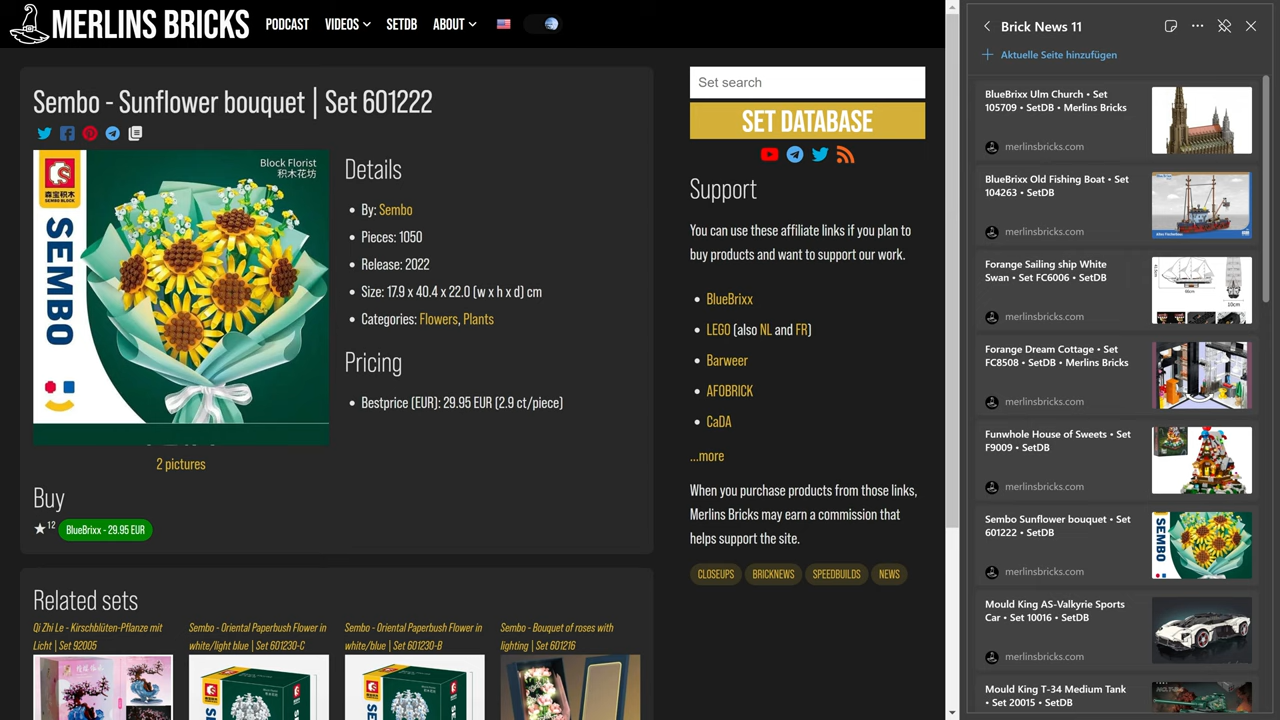 MERLINS BRICKS
PODCAST
VIDEOS
SETDB
ABOUT
Sembo - Sunflower bouquet | Set 601222
Block Florist
积木花坊
森宝积木
SEMBO BLOCK
SEMBO
2 pictures
Details
By: Sembo
Pieces: 1050
Release: 2022
Size: 17.9 x 40.4 x 22.0 (w x h x d) cm
Categories: Flowers, Plants
Pricing
Bestprice (EUR): 29.95 EUR (2.9 ct/piece)
Buy
★12 BlueBrixx - 29.95 EUR
Related sets
Qi Zhi Le - Kirschblüten-Pflanze mit
Licht | Set 92005
Sembo - Oriental Paperbush Flower in
white/light blue | Set 601230-C
Sembo - Oriental Paperbush Flower in
white/blue | Set 601230-B
Sembo - Bouquet of roses with
lighting | Set 601216
Set search
SET DATABASE
Support
You can use these affiliate links if you plan to
buy products and want to support our work.
BlueBrixx
LEGO (also NL and FR)
Barweer
AFOBRICK
CaDA
...more
When you purchase products from those links,
Merlins Bricks may earn a commission that
helps support the site.
CLOSEUPS
BRICKNEWS
SPEEDBUILDS
NEWS
Brick News 11
Aktuelle Seite hinzufügen
BlueBrixx Ulm Church • Set
105709 • SetDB • Merlins Bricks
merlinsbricks.com
BlueBrixx Old Fishing Boat • Set
104263 • SetDB
merlinsbricks.com
Forange Sailing ship White
Swan • Set FC6006 • SetDB
merlinsbricks.com
Forange Dream Cottage • Set
FC8508 • SetDB • Merlins Bricks
merlinsbricks.com
Funwhole House of Sweets • Set
F9009 • SetDB
merlinsbricks.com
Sembo Sunflower bouquet • Set
601222 • SetDB
merlinsbricks.com
SEMBO
Mould King AS-Valkyrie Sports
Car • Set 10016 • SetDB
merlinsbricks.com
Mould King T-34 Medium Tank
• Set 20015 • SetDB